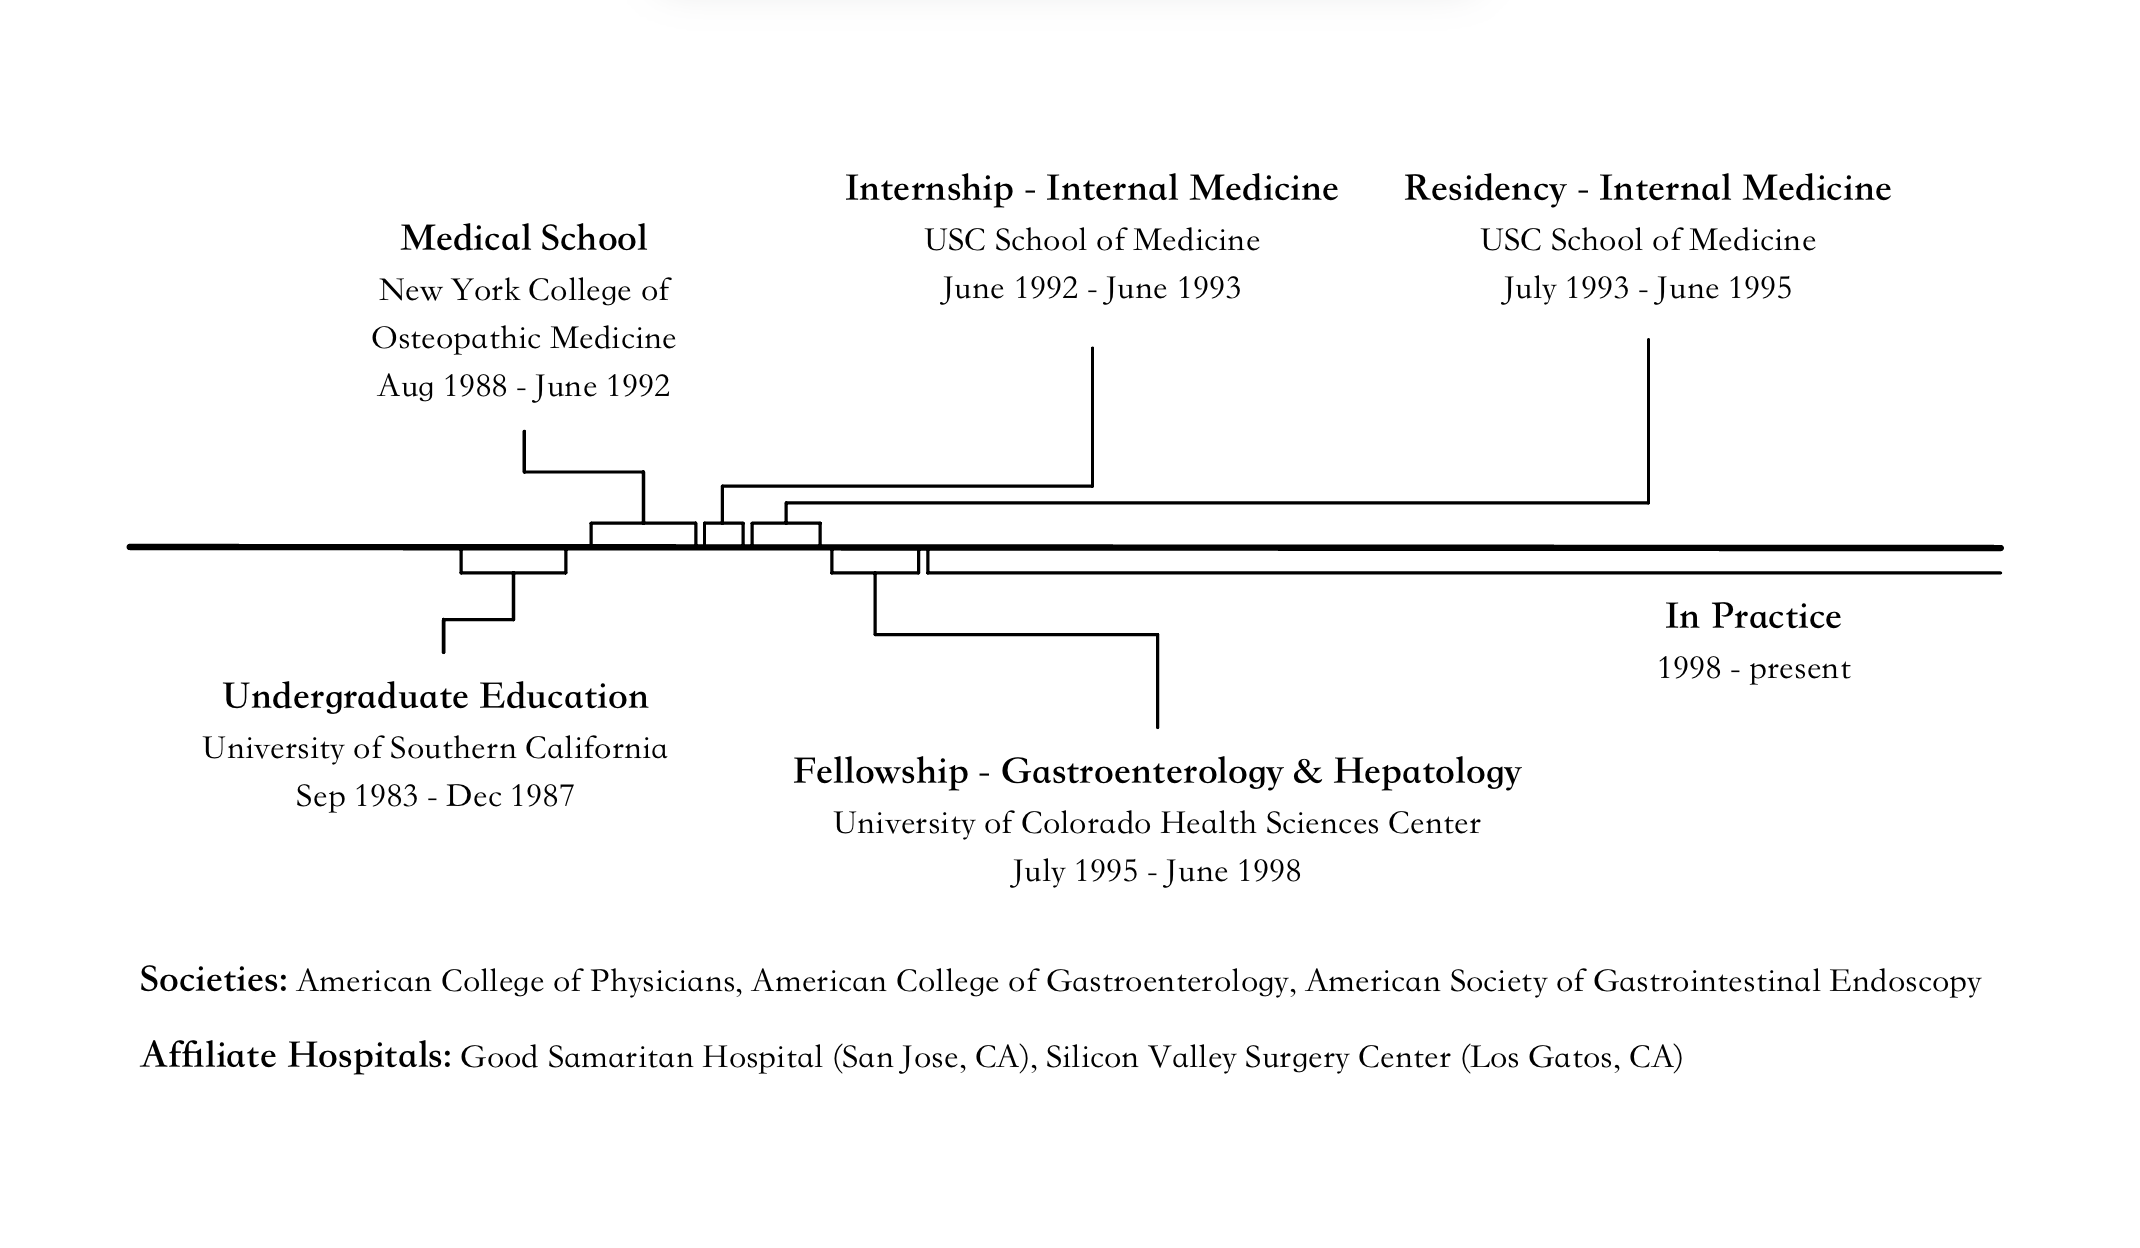 Medical School
New York College of
Osteopathic Medicine
Aug 1988 - June 1992
Internship - Internal Medicine
USC School of Medicine
June 1992 - June 1993
Residency - Internal Medicine
USC School of Medicine
July 1993 - June 1995
Undergraduate Education
University of Southern California
Sep 1983 - Dec 1987
Fellowship - Gastroenterology & Hepatology
University of Colorado Health Sciences Center
July 1995 - June 1998
In Practice
1998 - present
Societies: American College of Physicians, American College of Gastroenterology, American Society of Gastrointestinal Endoscopy
Affiliate Hospitals: Good Samaritan Hospital (San Jose, CA), Silicon Valley Surgery Center (Los Gatos, CA)